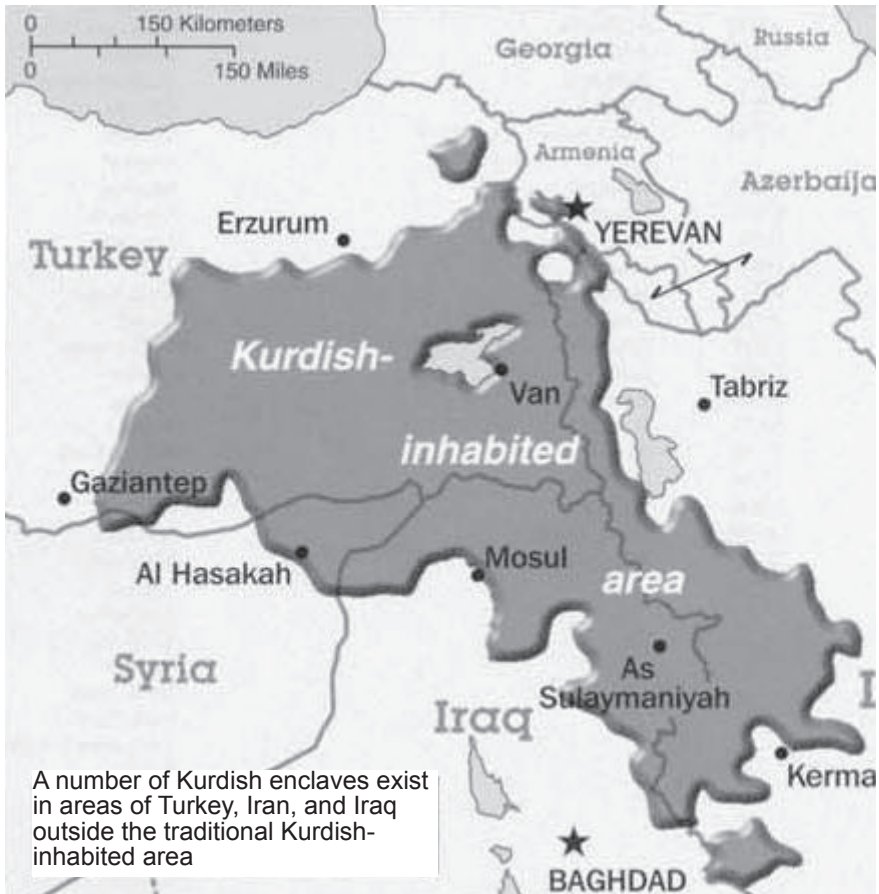 0 150 Kilometers
0 150 Miles
Georgia
Russia
Armenia
Azerbaija
Erzurum
YEREVAN
Turkey
Kurdish-
Van
Tabriz
inhabited
Gaziantep
Al Hasakah
Mosul
area
As
Sulaymaniyah
Syria
Iraq
I
Kerma
A number of Kurdish enclaves exist
in areas of Turkey, Iran, and Iraq
outside the traditional Kurdish-
inhabited area
BAGHDAD